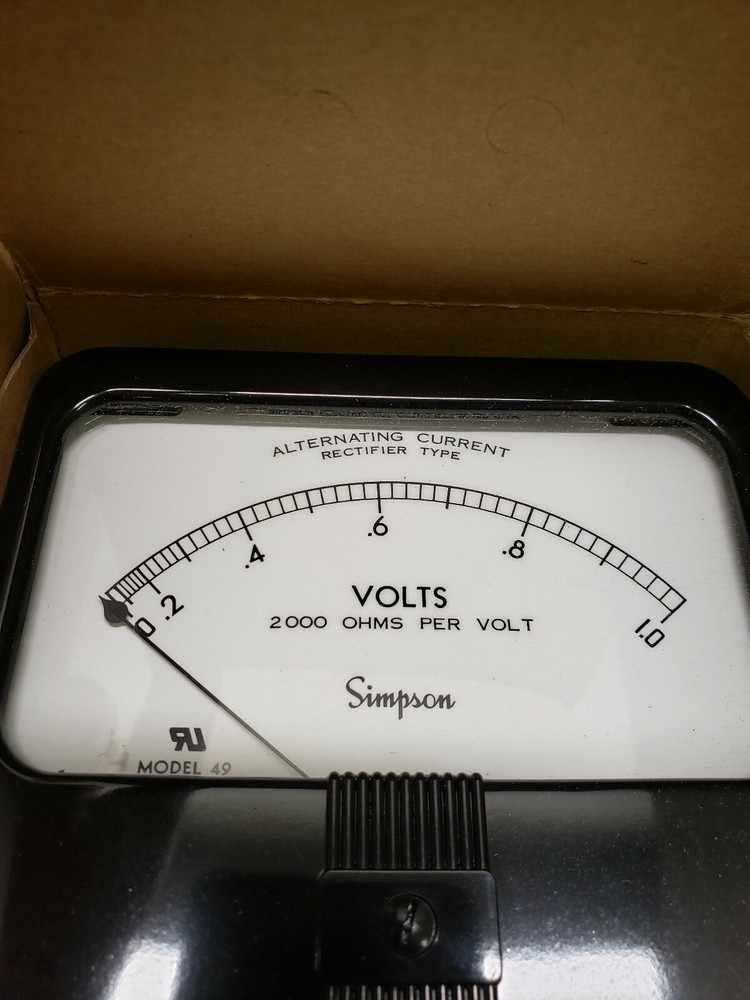 ALTERNATING CURRENT
RECTIFIER TYPE
0 .2 .4 .6 .8 1.0
VOLTS
2000 OHMS PER VOLT
Simpson
RU
MODEL 49